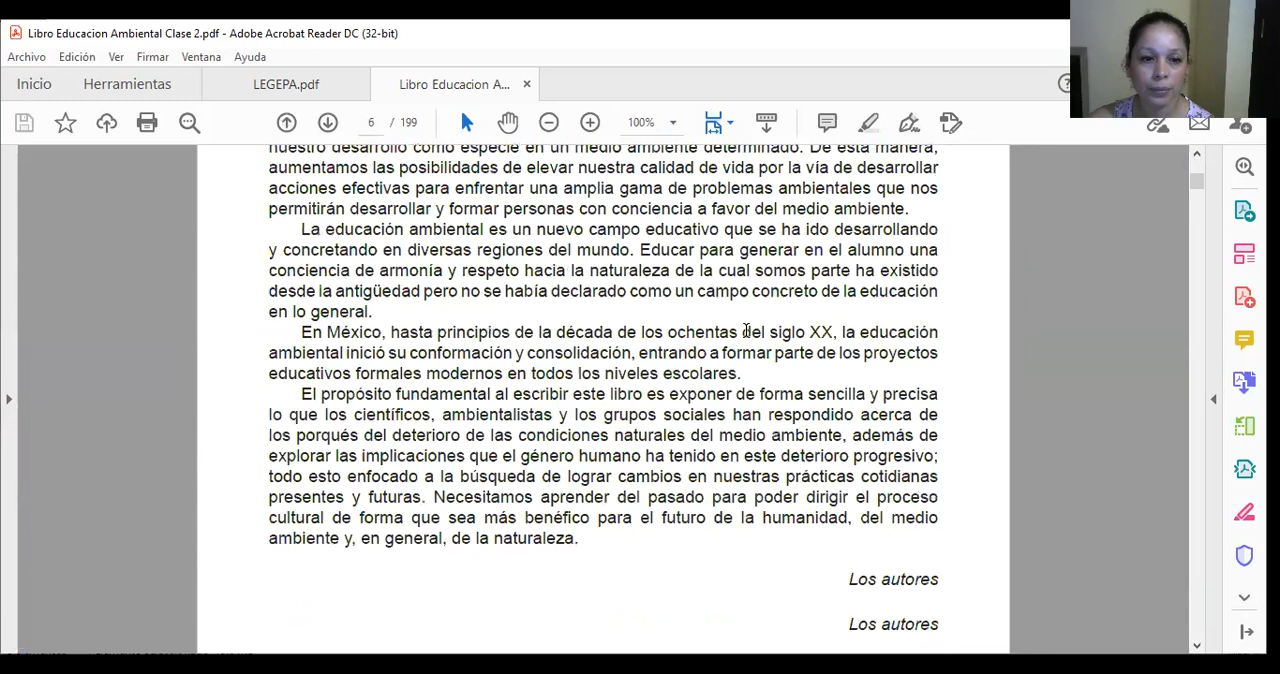 Libro Educacion Ambiental Clase 2.pdf - Adobe Acrobat Reader DC (32-bit)
Archivo Edición Ver Firmar Ventana Ayuda
Inicio Herramientas LEGEPA.pdf Libro Educacion A... ×
6 / 199 100%
nuestro desarrollo como especie en un medio ambiente determinado. De esta manera,
aumentamos las posibilidades de elevar nuestra calidad de vida por la vía de desarrollar
acciones efectivas para enfrentar una amplia gama de problemas ambientales que nos
permitirán desarrollar y formar personas con conciencia a favor del medio ambiente.
La educación ambiental es un nuevo campo educativo que se ha ido desarrollando
y concretando en diversas regiones del mundo. Educar para generar en el alumno una
conciencia de armonía y respeto hacia la naturaleza de la cual somos parte ha existido
desde la antigüedad pero no se había declarado como un campo concreto de la educación
en lo general.
En México, hasta principios de la década de los ochentas del siglo XX, la educación
ambiental inició su conformación y consolidación, entrando a formar parte de los proyectos
educativos formales modernos en todos los niveles escolares.
El propósito fundamental al escribir este libro es exponer de forma sencilla y precisa
lo que los científicos, ambientalistas y los grupos sociales han respondido acerca de
los porqués del deterioro de las condiciones naturales del medio ambiente, además de
explorar las implicaciones que el género humano ha tenido en este deterioro progresivo;
todo esto enfocado a la búsqueda de lograr cambios en nuestras prácticas cotidianas
presentes y futuras. Necesitamos aprender del pasado para poder dirigir el proceso
cultural de forma que sea más benéfico para el futuro de la humanidad, del medio
ambiente y, en general, de la naturaleza.
Los autores
Los autores